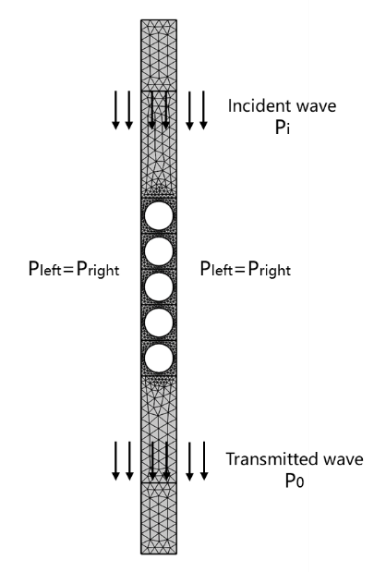 Incident wave
Pi
Pleft=Pright
Pleft=Pright
Transmitted wave
P0